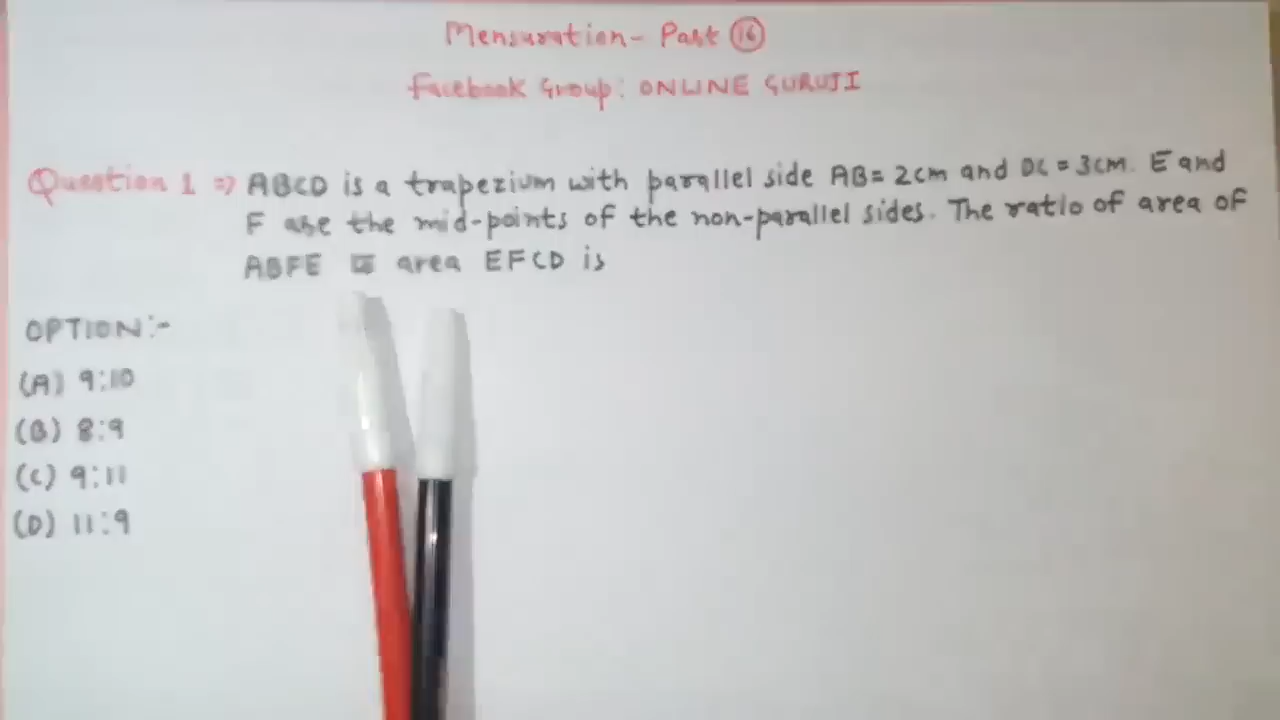 Mensuration- Part 16
Facebook Group: ONLINE GURUJI
Question 1 => ABCD is a trapezium with parallel side AB = 2cm and DC = 3cm. E and
F are the mid-points of the non-parallel sides. The ratio of area of
ABFE area EFCD is
OPTION:-
(A) 9:10
(B) 8:9
(C) 9:11
(D) 11:9